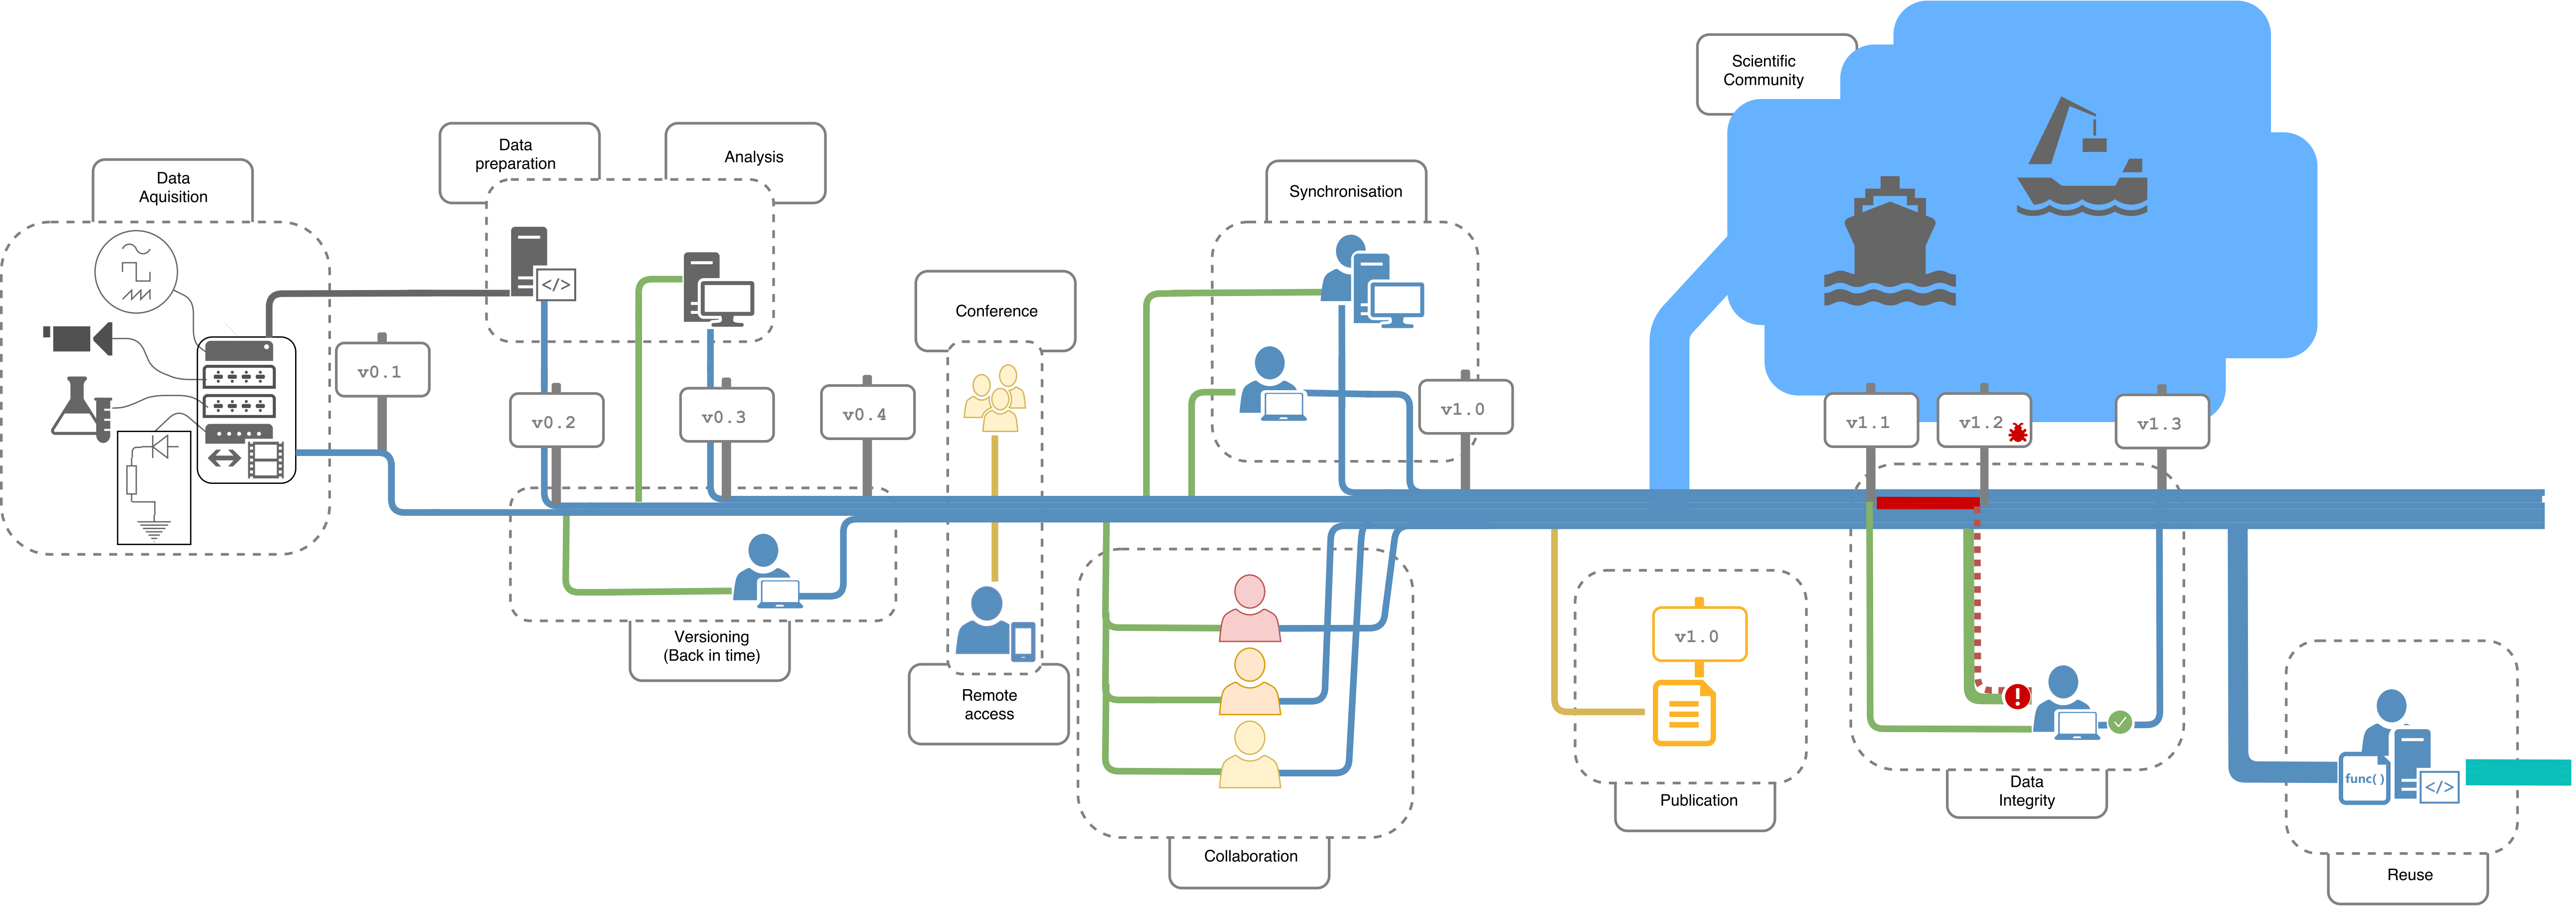 Scientific
Community
Data
preparation
Analysis
Data
Aquisition
Synchronisation
</>
Conference
v0.1
v0.2
v0.3
v0.4
v1.0
v1.1
v1.2
v1.3
Versioning
(Back in time)
Remote
access
v1.0
Publication
Data
Integrity
func()
</>
Collaboration
Reuse